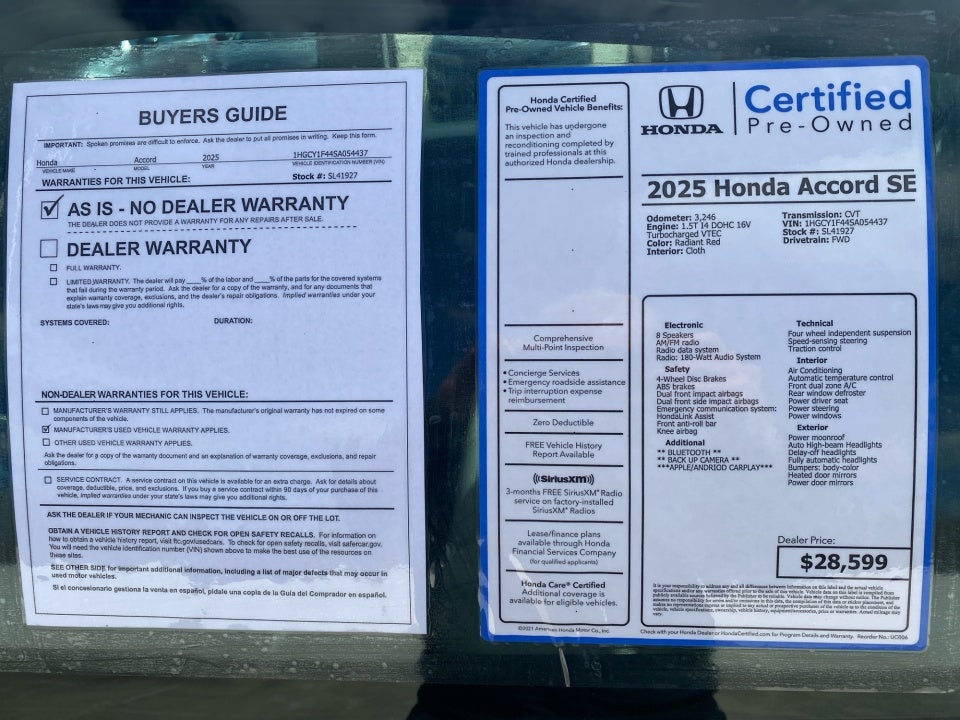 BUYERS GUIDE
IMPORTANT: Spoken promises are difficult to enforce. Ask the dealer to put all promises in writing. Keep this form.
Honda Accord 2025 1HGCY1F44SA054437
VEHICLE MAKE MODEL YEAR VEHICLE IDENTIFICATION NUMBER (VIN)
Stock #: SL41927
WARRANTIES FOR THIS VEHICLE:
AS IS - NO DEALER WARRANTY
THE DEALER DOES NOT PROVIDE A WARRANTY FOR ANY REPAIRS AFTER SALE.
DEALER WARRANTY
FULL WARRANTY.
LIMITED WARRANTY. The dealer will pay ____% of the labor and ____% of the parts for the covered systems
that fail during the warranty period. Ask the dealer for a copy of the warranty, and for any documents that
explain warranty coverage, exclusions, and the dealer's repair obligations. Implied warranties under your
state's laws may give you additional rights.
SYSTEMS COVERED: DURATION:
NON-DEALER WARRANTIES FOR THIS VEHICLE:
MANUFACTURER'S WARRANTY STILL APPLIES. The manufacturer's original warranty has not expired on some
components of the vehicle.
MANUFACTURER'S USED VEHICLE WARRANTY APPLIES.
OTHER USED VEHICLE WARRANTY APPLIES.
Ask the dealer for a copy of the warranty document and an explanation of warranty coverage, exclusions, and repair
obligations.
SERVICE CONTRACT. A service contract on this vehicle is available for an extra charge. Ask for details about
coverage, deductible, price, and exclusions. If you buy a service contract within 90 days of your purchase of this
vehicle, implied warranties under your state's laws may give you additional rights.
ASK THE DEALER IF YOUR MECHANIC CAN INSPECT THE VEHICLE ON OR OFF THE LOT.
OBTAIN A VEHICLE HISTORY REPORT AND CHECK FOR OPEN SAFETY RECALLS. For information on
how to obtain a vehicle history report, visit ftc.gov/usedcars. To check for open safety recalls, visit safercar.gov.
You will need the vehicle identification number (VIN) shown above to make the best use of the resources on
these sites.
SEE OTHER SIDE for important additional information, including a list of major defects that may occur in
used motor vehicles.
Si el concesionario gestiona la venta en español, pídale una copia de la Guía del Comprador en español.
Honda Certified
Pre-Owned Vehicle Benefits:
This vehicle has undergone
an inspection and
reconditioning completed by
trained professionals at this
authorized Honda dealership.
Comprehensive
Multi-Point Inspection
• Concierge Services
• Emergency roadside assistance
• Trip interruption expense
reimbursement
Zero Deductible
FREE Vehicle History
Report Available
SiriusXM
3-months FREE SiriusXM® Radio
service on factory-installed
SiriusXM® Radios
Lease/finance plans
available through Honda
Financial Services Company
(for qualified applicants)
Honda Care® Certified
Additional coverage is
available for eligible vehicles.
©2021 American Honda Motor Co., Inc.
HONDA
Certified
Pre-Owned
2025 Honda Accord SE
Odometer: 3,246
Engine: 1.5T I4 DOHC 16V
Turbocharged VTEC
Color: Radiant Red
Interior: Cloth
Transmission: CVT
VIN: 1HGCY1F44SA054437
Stock #: SL41927
Drivetrain: FWD
Electronic
8 Speakers
AM/FM radio
Radio data system
Radio: 180-Watt Audio System
Safety
4-Wheel Disc Brakes
ABS brakes
Dual front impact airbags
Dual front side impact airbags
Emergency communication system:
HondaLink Assist
Front anti-roll bar
Knee airbag
Additional
** BLUETOOTH **
** BACK UP CAMERA **
***APPLE/ANDRIOD CARPLAY***
Technical
Four wheel independent suspension
Speed-sensing steering
Traction control
Interior
Air Conditioning
Automatic temperature control
Front dual zone A/C
Rear window defroster
Power driver seat
Power steering
Power windows
Exterior
Power moonroof
Auto High-beam Headlights
Delay-off headlights
Fully automatic headlights
Bumpers: body-color
Heated door mirrors
Power door mirrors
Dealer Price:
$28,599
Check with your Honda Dealer or HondaCertified.com for Program Details and Warranty. Reorder No.: UC006